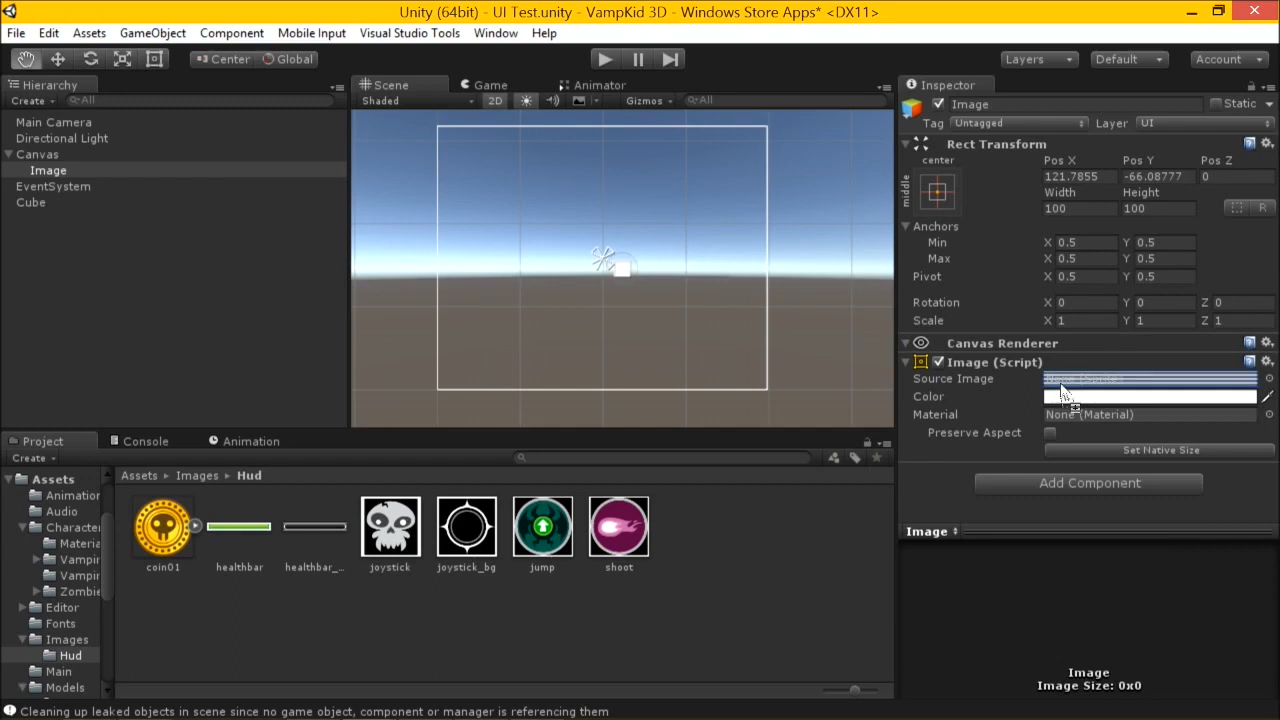 Unity (64bit) - UI Test.unity - VampKid 3D - Windows Store Apps* <DX11>
File Edit Assets GameObject Component Mobile Input Visual Studio Tools Window Help
Center Global Layers Default Account
Hierarchy
Create All
Main Camera
Directional Light
Canvas
Image
EventSystem
Cube
Scene Game Animator
Shaded 2D Gizmos All
Inspector
Image Static
Tag Untagged Layer UI
Rect Transform
center
middle
Pos X Pos Y Pos Z
121.7855 -66.08777 0
Width Height
100 100 R
Anchors
Min X 0.5 Y 0.5
Max X 0.5 Y 0.5
Pivot X 0.5 Y 0.5
Rotation X 0 Y 0 Z 0
Scale X 1 Y 1 Z 1
Canvas Renderer
Image (Script)
Source Image
Color
Material None (Material)
Preserve Aspect
Set Native Size
Add Component
Image
Image
Image Size: 0x0
Project Console Animation
Create
Assets
Animation
Audio
Character
Materia
Vampir
Vampir
Zombie
Editor
Fonts
Images
Hud
Main
Models
Assets Images Hud
coin01 healthbar healthbar_... joystick joystick_bg jump shoot
Cleaning up leaked objects in scene since no game object, component or manager is referencing them